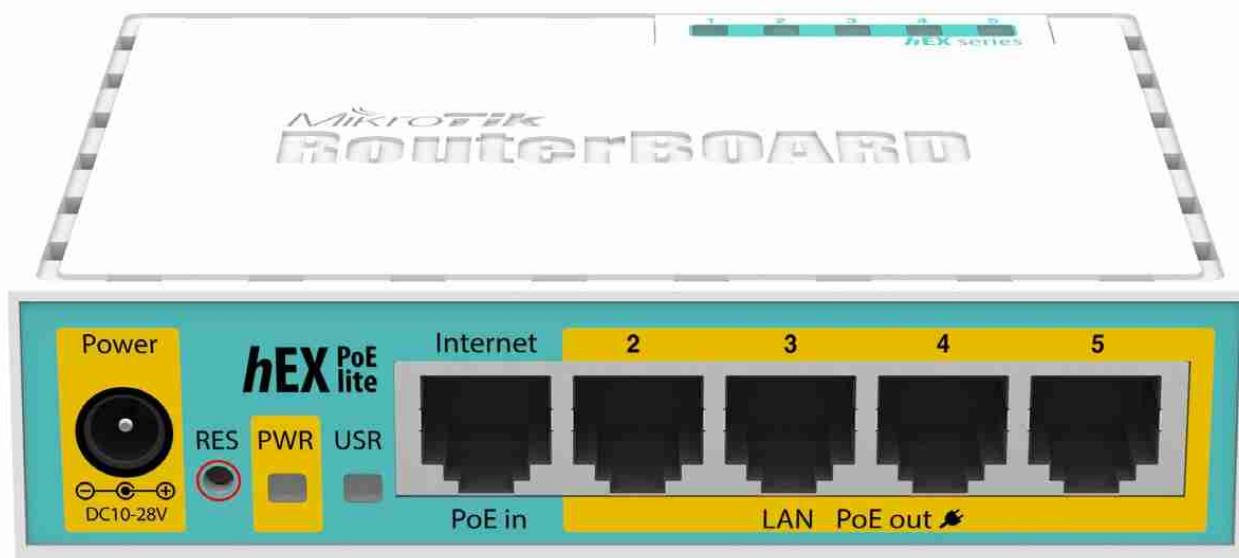 1 2 3 4 5
hEX series
MikroTik
RouterBOARD
Power
hEX PoE lite
Internet
2 3 4 5
RES PWR USR
DC10-28V
PoE in
LAN PoE out